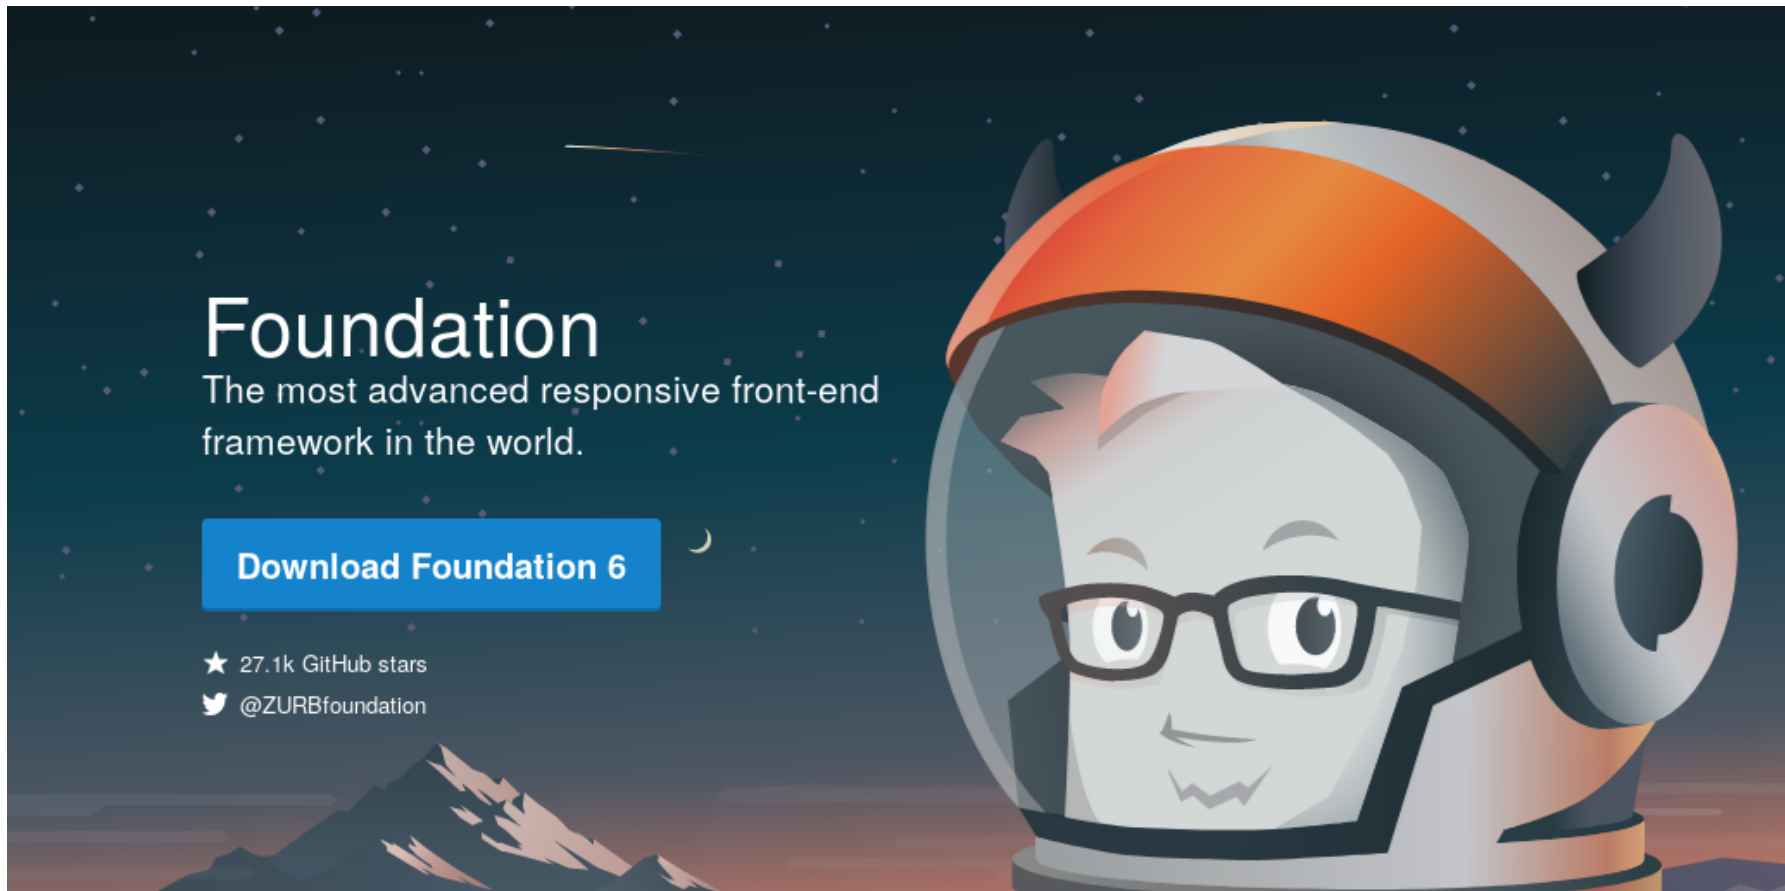 Foundation
The most advanced responsive front-end
framework in the world.
Download Foundation 6
27.1k GitHub stars
@ZURBfoundation